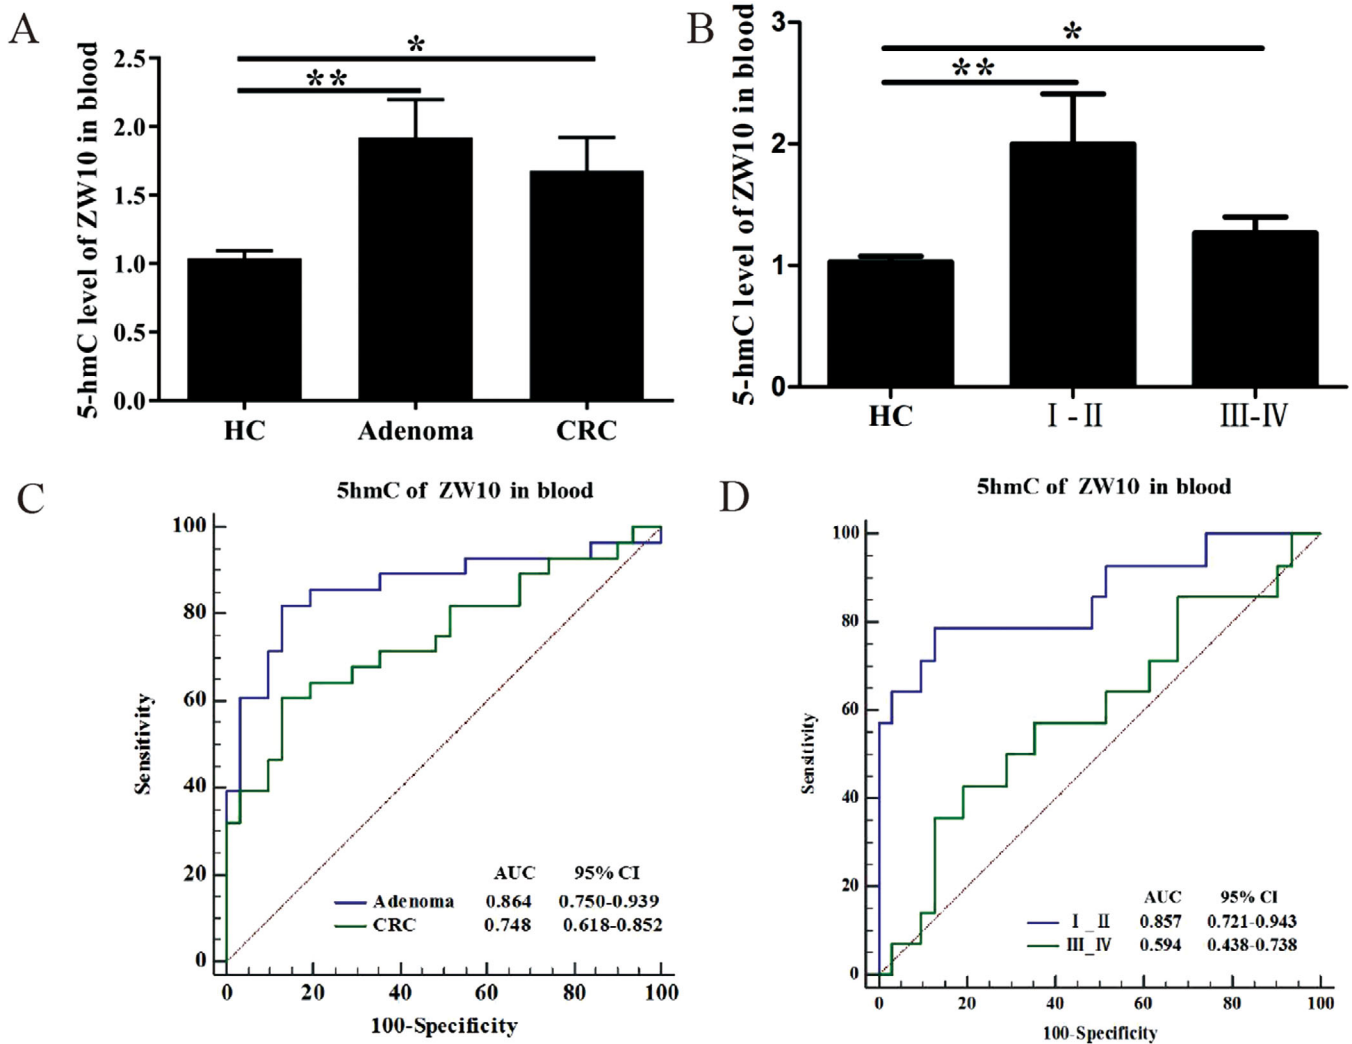 A
5-hmC level of ZW10 in blood
2.5
2.0
1.5
1.0
0.5
0.0
*
**
HC Adenoma CRC
B
5-hmC level of ZW10 in blood
3
2
1
0
*
**
HC Ⅰ-Ⅱ Ⅲ-Ⅳ
C
5hmC of ZW10 in blood
Sensitivity
100
80
60
40
20
0
AUC 95% CI
Adenoma 0.864 0.750-0.939
CRC 0.748 0.618-0.852
0 20 40 60 80 100
100-Specificity
D
5hmC of ZW10 in blood
Sensitivity
100
80
60
40
20
0
AUC 95% CI
Ⅰ_Ⅱ 0.857 0.721-0.943
Ⅲ_Ⅳ 0.594 0.438-0.738
0 20 40 60 80 100
100-Specificity